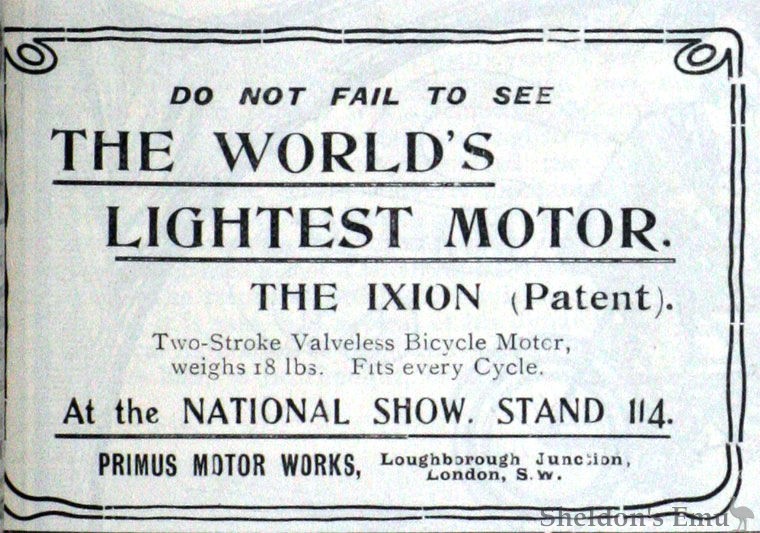 DO NOT FAIL TO SEE
THE WORLD'S
LIGHTEST MOTOR.
THE IXION (Patent).
Two-Stroke Valveless Bicycle Motor,
weighs 18 lbs. Fits every Cycle.
At the NATIONAL SHOW. STAND 114.
PRIMUS MOTOR WORKS, Loughborough Junction,
London, S.W.
Sheldon's Emu